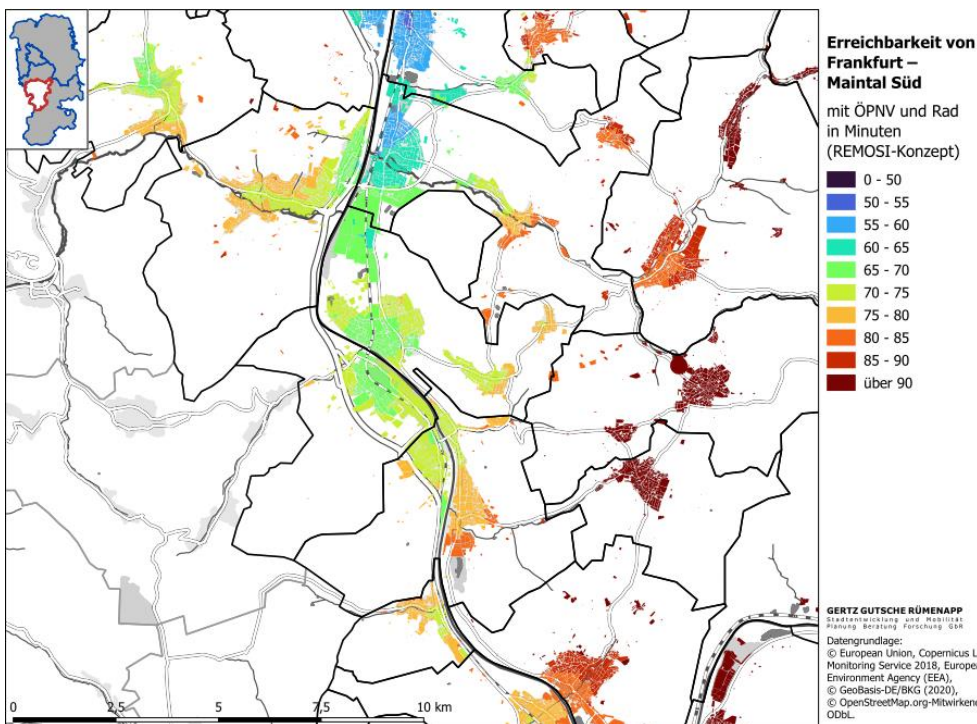 Erreichbarkeit von
Frankfurt –
Maintal Süd
mit ÖPNV und Rad
in Minuten
(REMOSI-Konzept)
0 - 50
50 - 55
55 - 60
60 - 65
65 - 70
70 - 75
75 - 80
80 - 85
85 - 90
über 90
GERTZ GUTSCHE RÜMENAPP
Stadtentwicklung und Mobilität
Planung Beratung Forschung GbR
Datengrundlage:
© European Union, Copernicus L
Monitoring Service 2018, Europea
Environment Agency (EEA),
© GeoBasis-DE/BKG (2020),
© OpenStreetMap.org-Mitwirke
ODbL
0 2,5 5 7,5 10 km